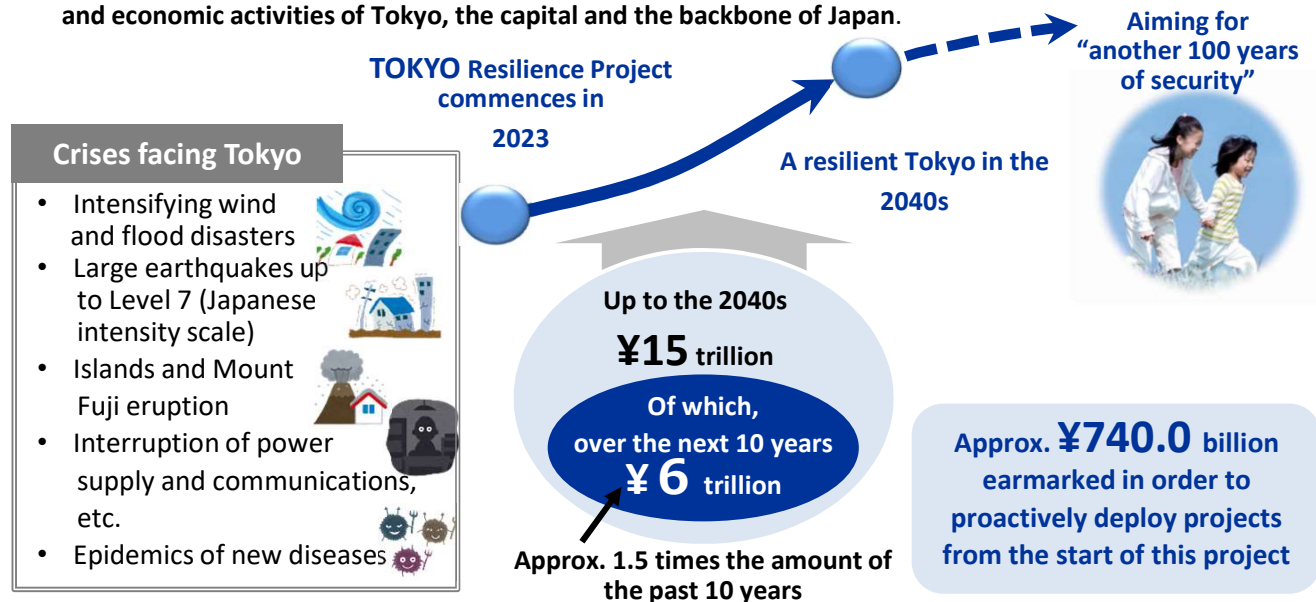 and economic activities of Tokyo, the capital and the backbone of Japan.
TOKYO Resilience Project
commences in
2023
Aiming for
“another 100 years
of security”
A resilient Tokyo in the
2040s
Crises facing Tokyo
• Intensifying wind
and flood disasters
• Large earthquakes up
to Level 7 (Japanese
intensity scale)
• Islands and Mount
Fuji eruption
• Interruption of power
supply and communications,
etc.
• Epidemics of new diseases
Up to the 2040s
¥15 trillion
Of which,
over the next 10 years
¥ 6 trillion
Approx. 1.5 times the amount of
the past 10 years
Approx. ¥740.0 billion
earmarked in order to
proactively deploy projects
from the start of this project